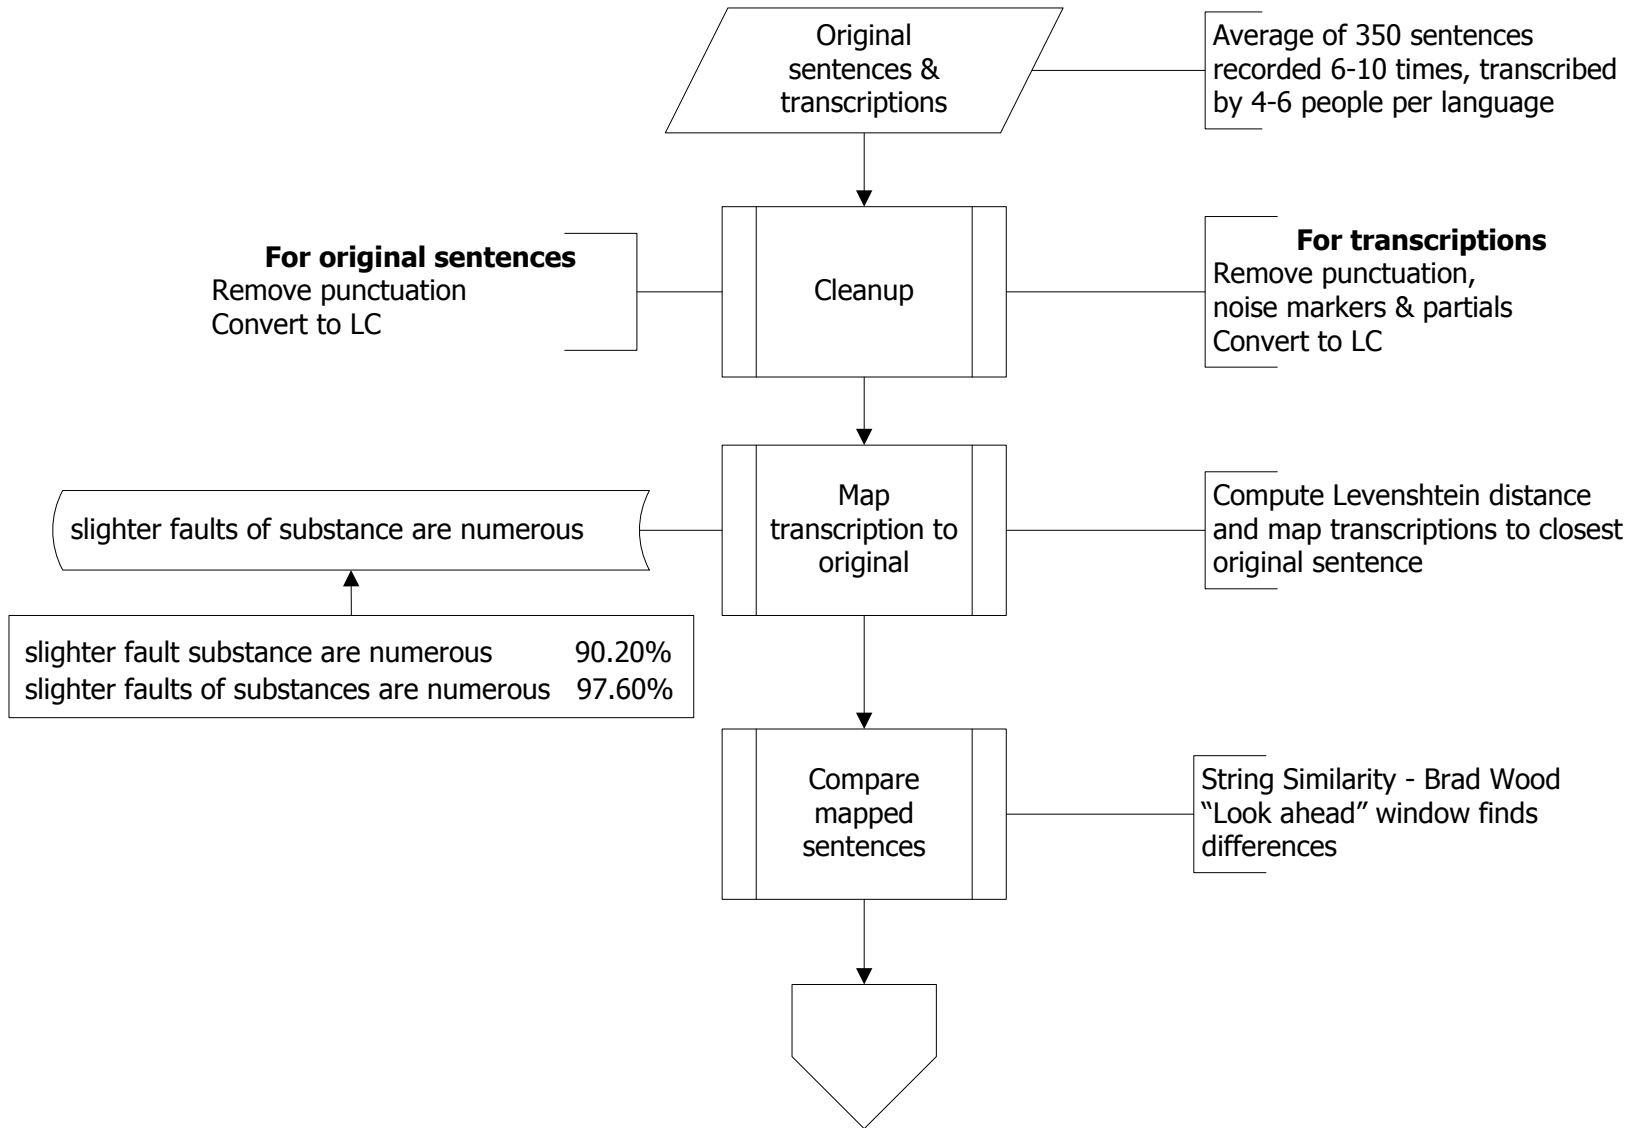 Original
sentences &
transcriptions
Average of 350 sentences
recorded 6-10 times, transcribed
by 4-6 people per language
For original sentences
Remove punctuation
Convert to LC
Cleanup
For transcriptions
Remove punctuation,
noise markers & partials
Convert to LC
slighter faults of substance are numerous
Map
transcription to
original
Compute Levenshtein distance
and map transcriptions to closest
original sentence
slighter fault substance are numerous 90.20%
slighter faults of substances are numerous 97.60%
Compare
mapped
sentences
String Similarity - Brad Wood
“Look ahead” window finds
differences